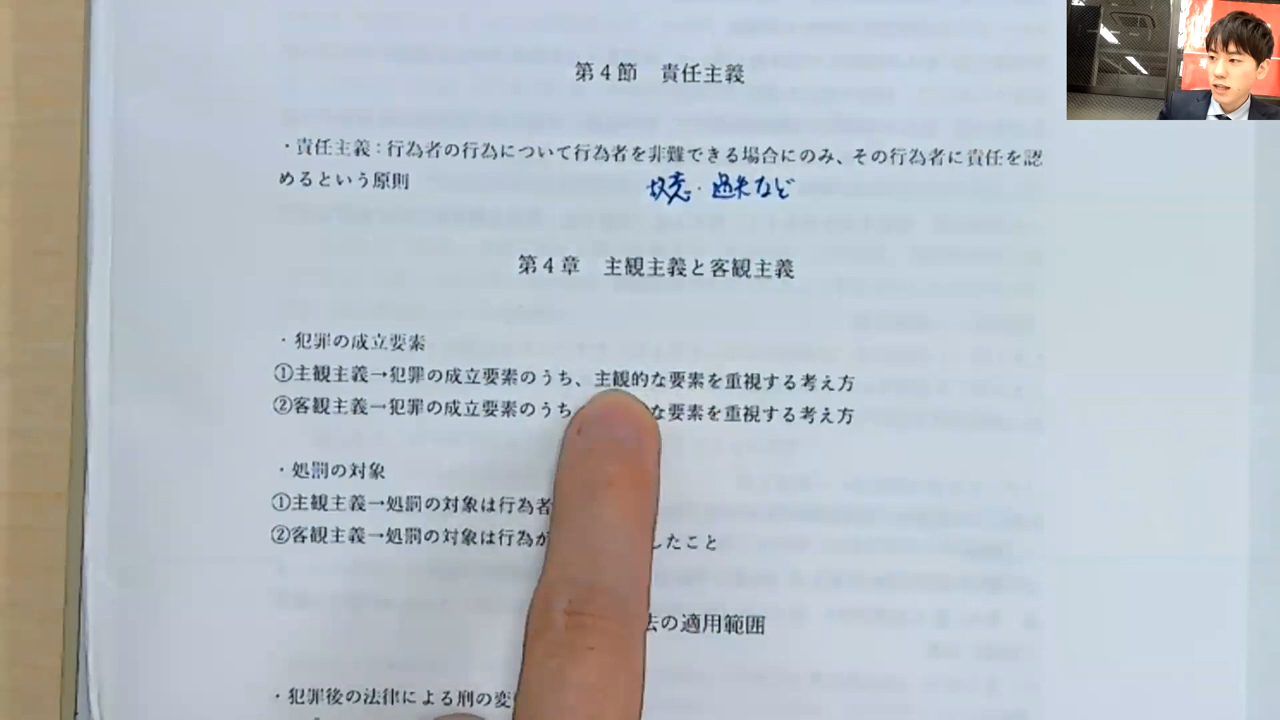 第4節 責任主義
・責任主義：行為者の行為について行為者を非難できる場合にのみ、その行為者に責任を認
めるという原則
故意・過失など
第4章 主観主義と客観主義
・犯罪の成立要素
①主観主義→犯罪の成立要素のうち、主観的な要素を重視する考え方
②客観主義→犯罪の成立要素のうち な要素を重視する考え方
・処罰の対象
①主観主義→処罰の対象は行為者
②客観主義→処罰の対象は行為が したこと
法の適用範囲
・犯罪後の法律による刑の変